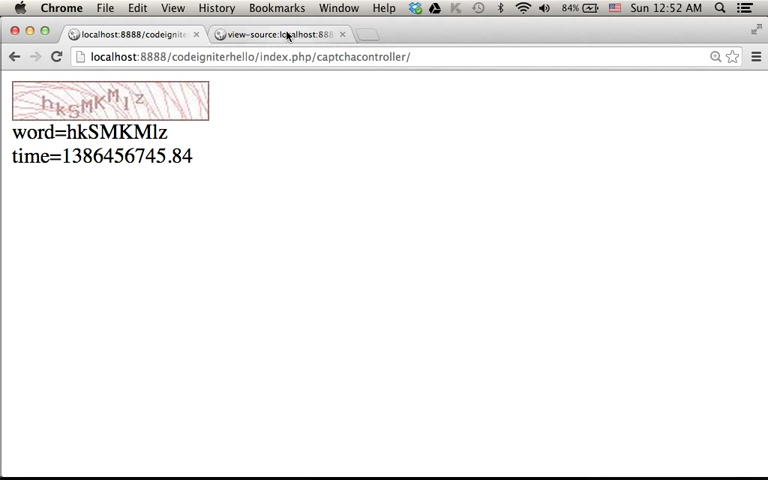 Chrome File Edit View History Bookmarks Window Help 84% Sun 12:52 AM
localhost:8888/codeignite view-source:localhost:888
localhost:8888/codeigniterhello/index.php/captchacontroller/
hkSMKMlz
word=hkSMKMlz
time=1386456745.84